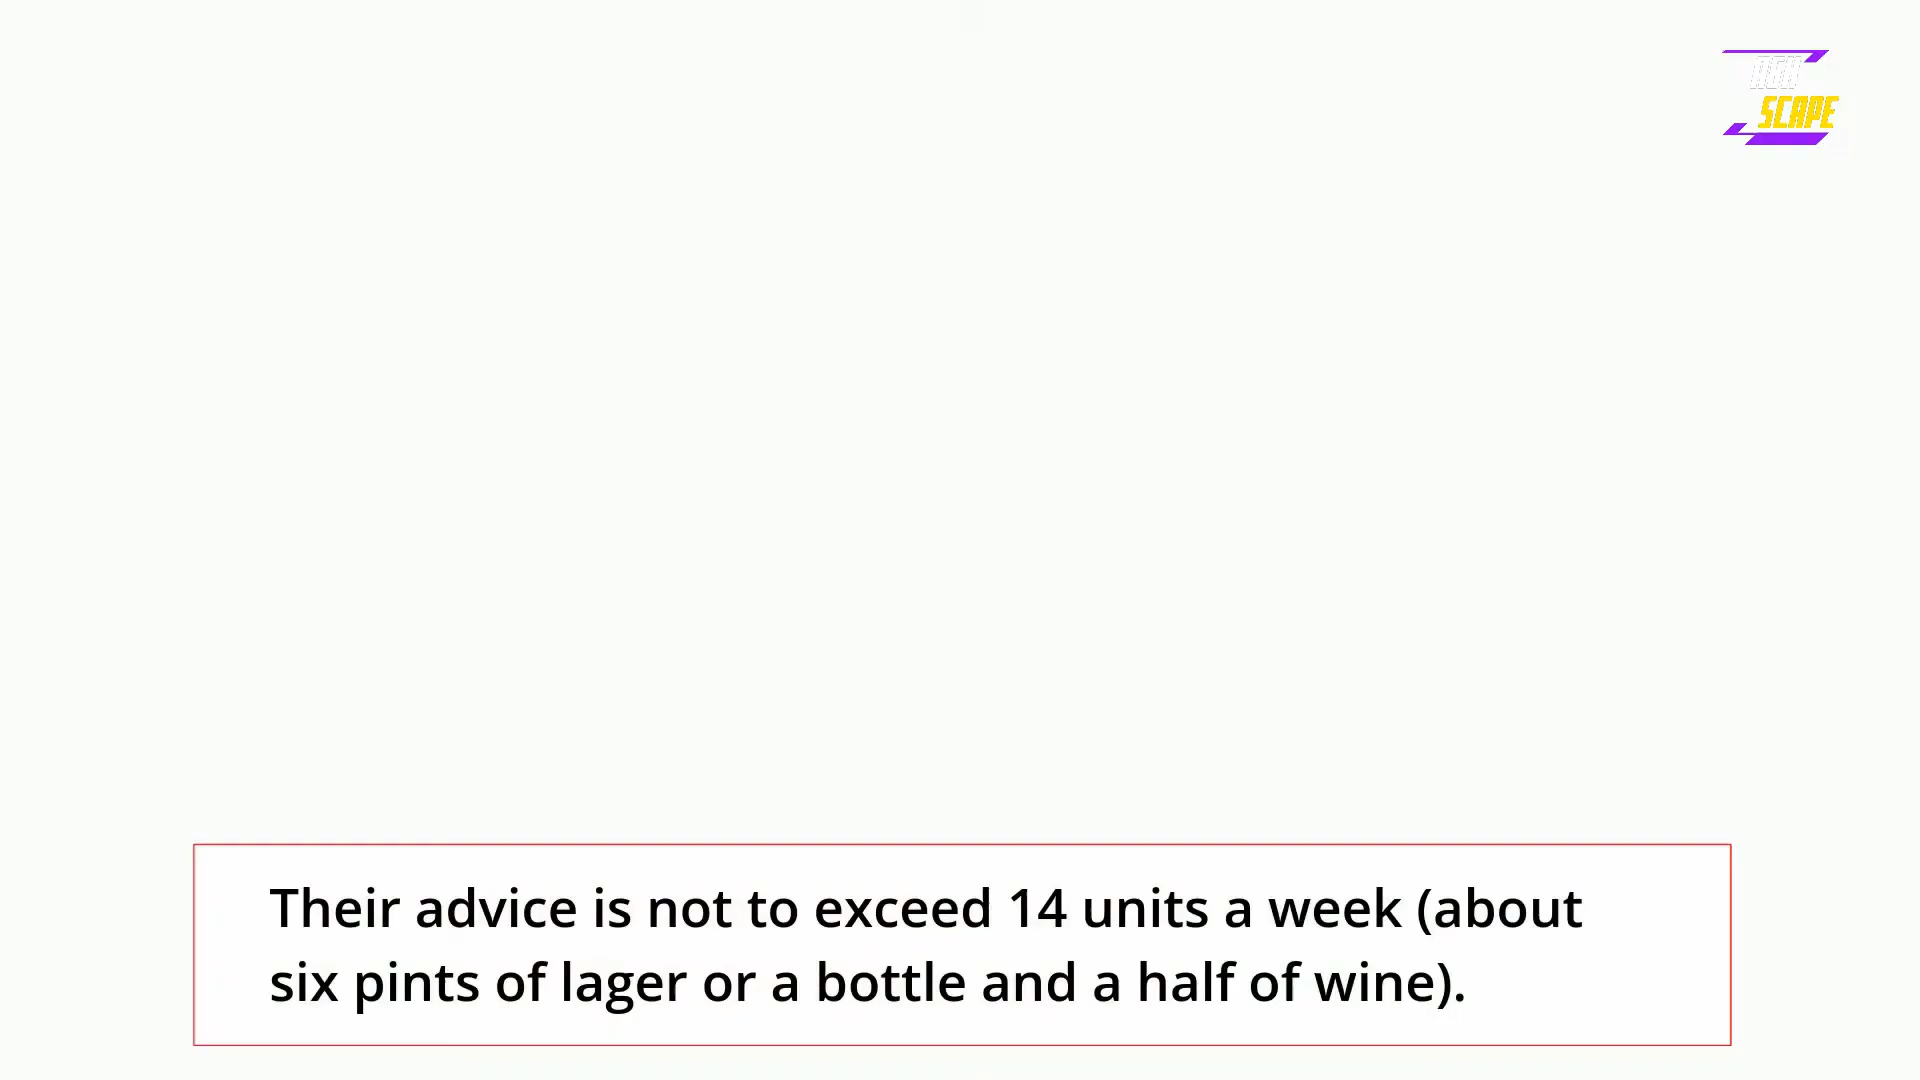 SCAPE
Their advice is not to exceed 14 units a week (about
six pints of lager or a bottle and a half of wine).